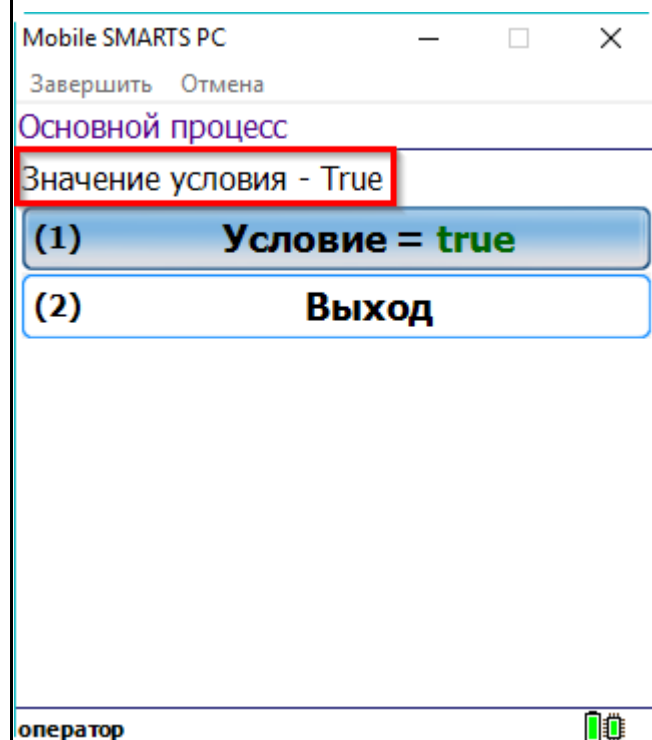 Mobile SMARTS PC
Завершить Отмена
Основной процесс
Значение условия - True
(1) Условие = true
(2) Выход
оператор